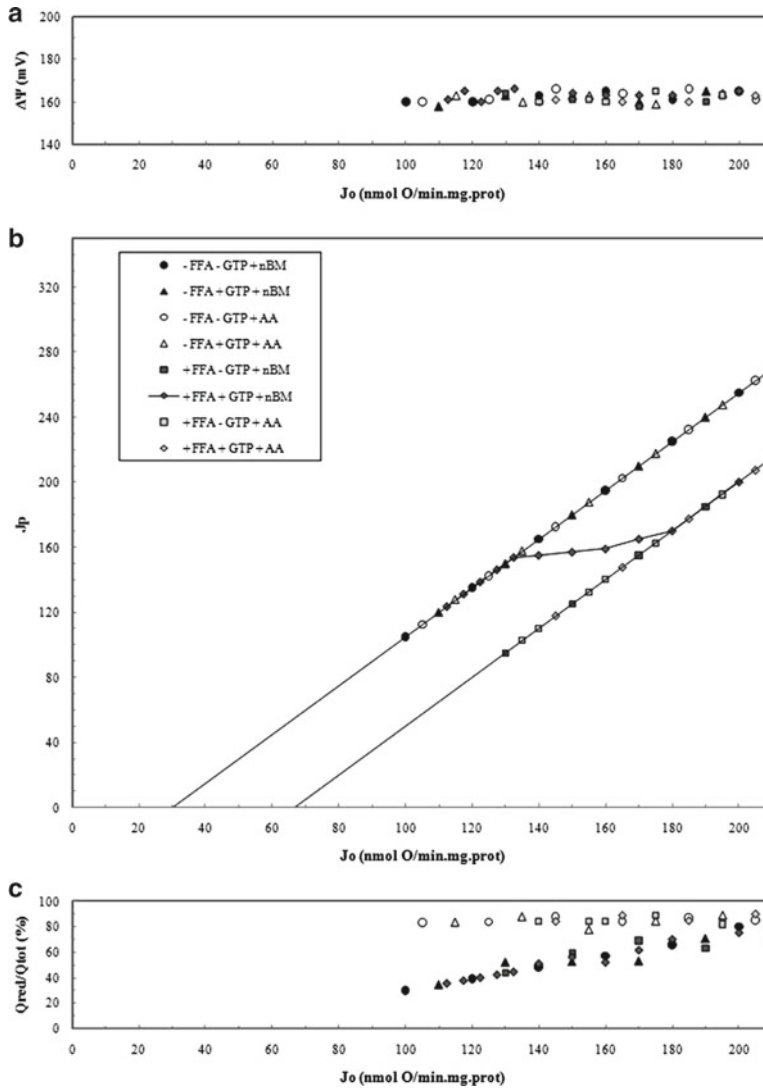 a
200
180
160
140
ΔΨ (mV)
0 20 40 60 80 100 120 140 160 180 200
Jo (nmol O/min.mg.prot)
b
-FFA-GTP+nBM
-FFA+GTP+nBM
-FFA-GTP+AA
-FFA+GTP+AA
+FFA-GTP+nBM
+FFA+GTP+nBM
+FFA-GTP+AA
+FFA+GTP+AA
320
280
240
200
160
120
80
40
0
Jp
0 20 40 60 80 100 120 140 160 180 200
Jo (nmol O/min.mg.prot)
c
100
80
60
40
20
0
Qred/Qtot (%)
0 20 40 60 80 100 120 140 160 180 200
Jo (nmol O/min.mg.prot)